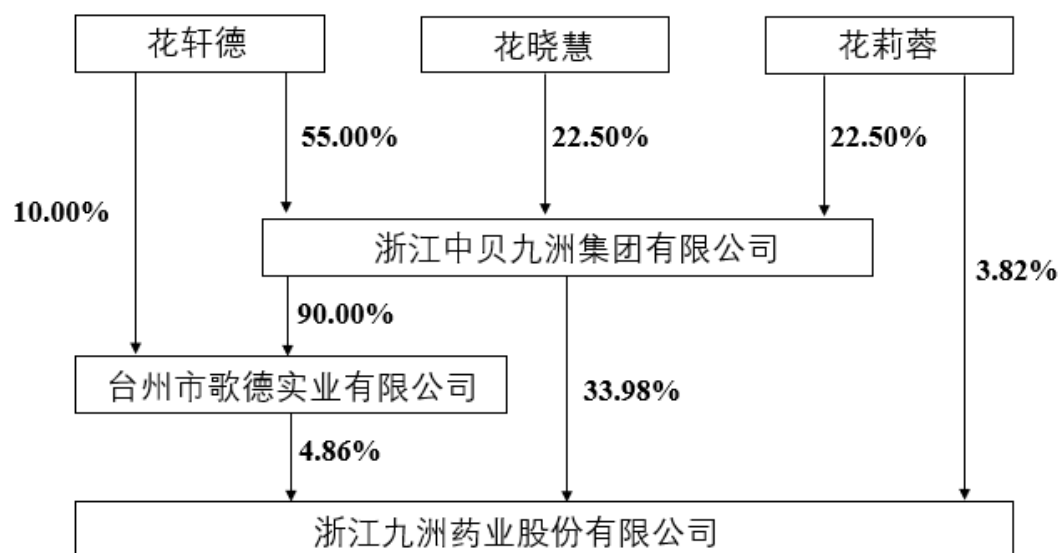 花轩德
花晓慧
花莉蓉
55.00%
22.50%
22.50%
10.00%
浙江中贝九洲集团有限公司
3.82%
90.00%
台州市歌德实业有限公司
33.98%
4.86%
浙江九洲药业股份有限公司